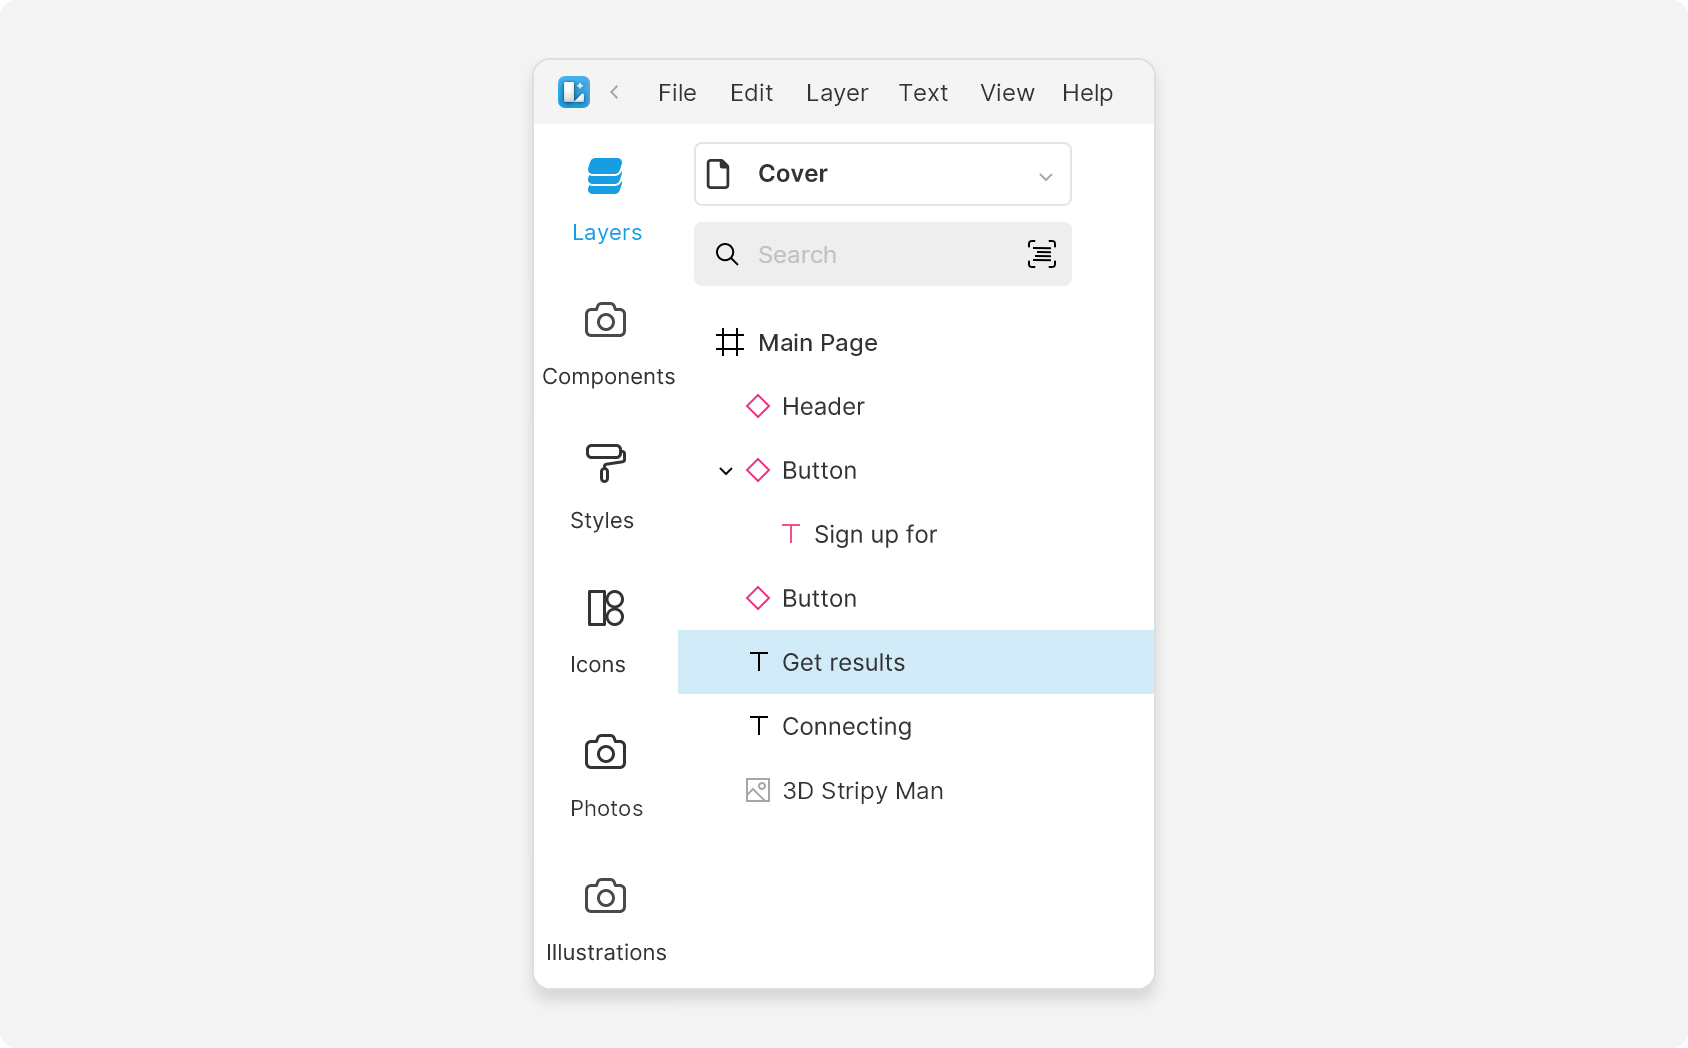 File Edit Layer Text View Help
Layers
Components
Styles
Icons
Photos
Illustrations
Cover
Search
Main Page
Header
Button
Sign up for
Button
Get results
Connecting
3D Stripy Man